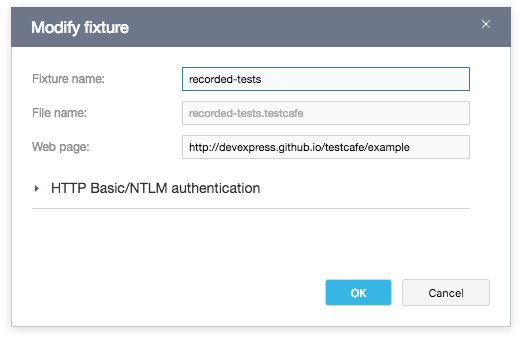 Modify fixture
Fixture name: recorded-tests
File name: recorded-tests.testcafe
Web page: http://devexpress.github.io/testcafe/example
HTTP Basic/NTLM authentication
OK Cancel